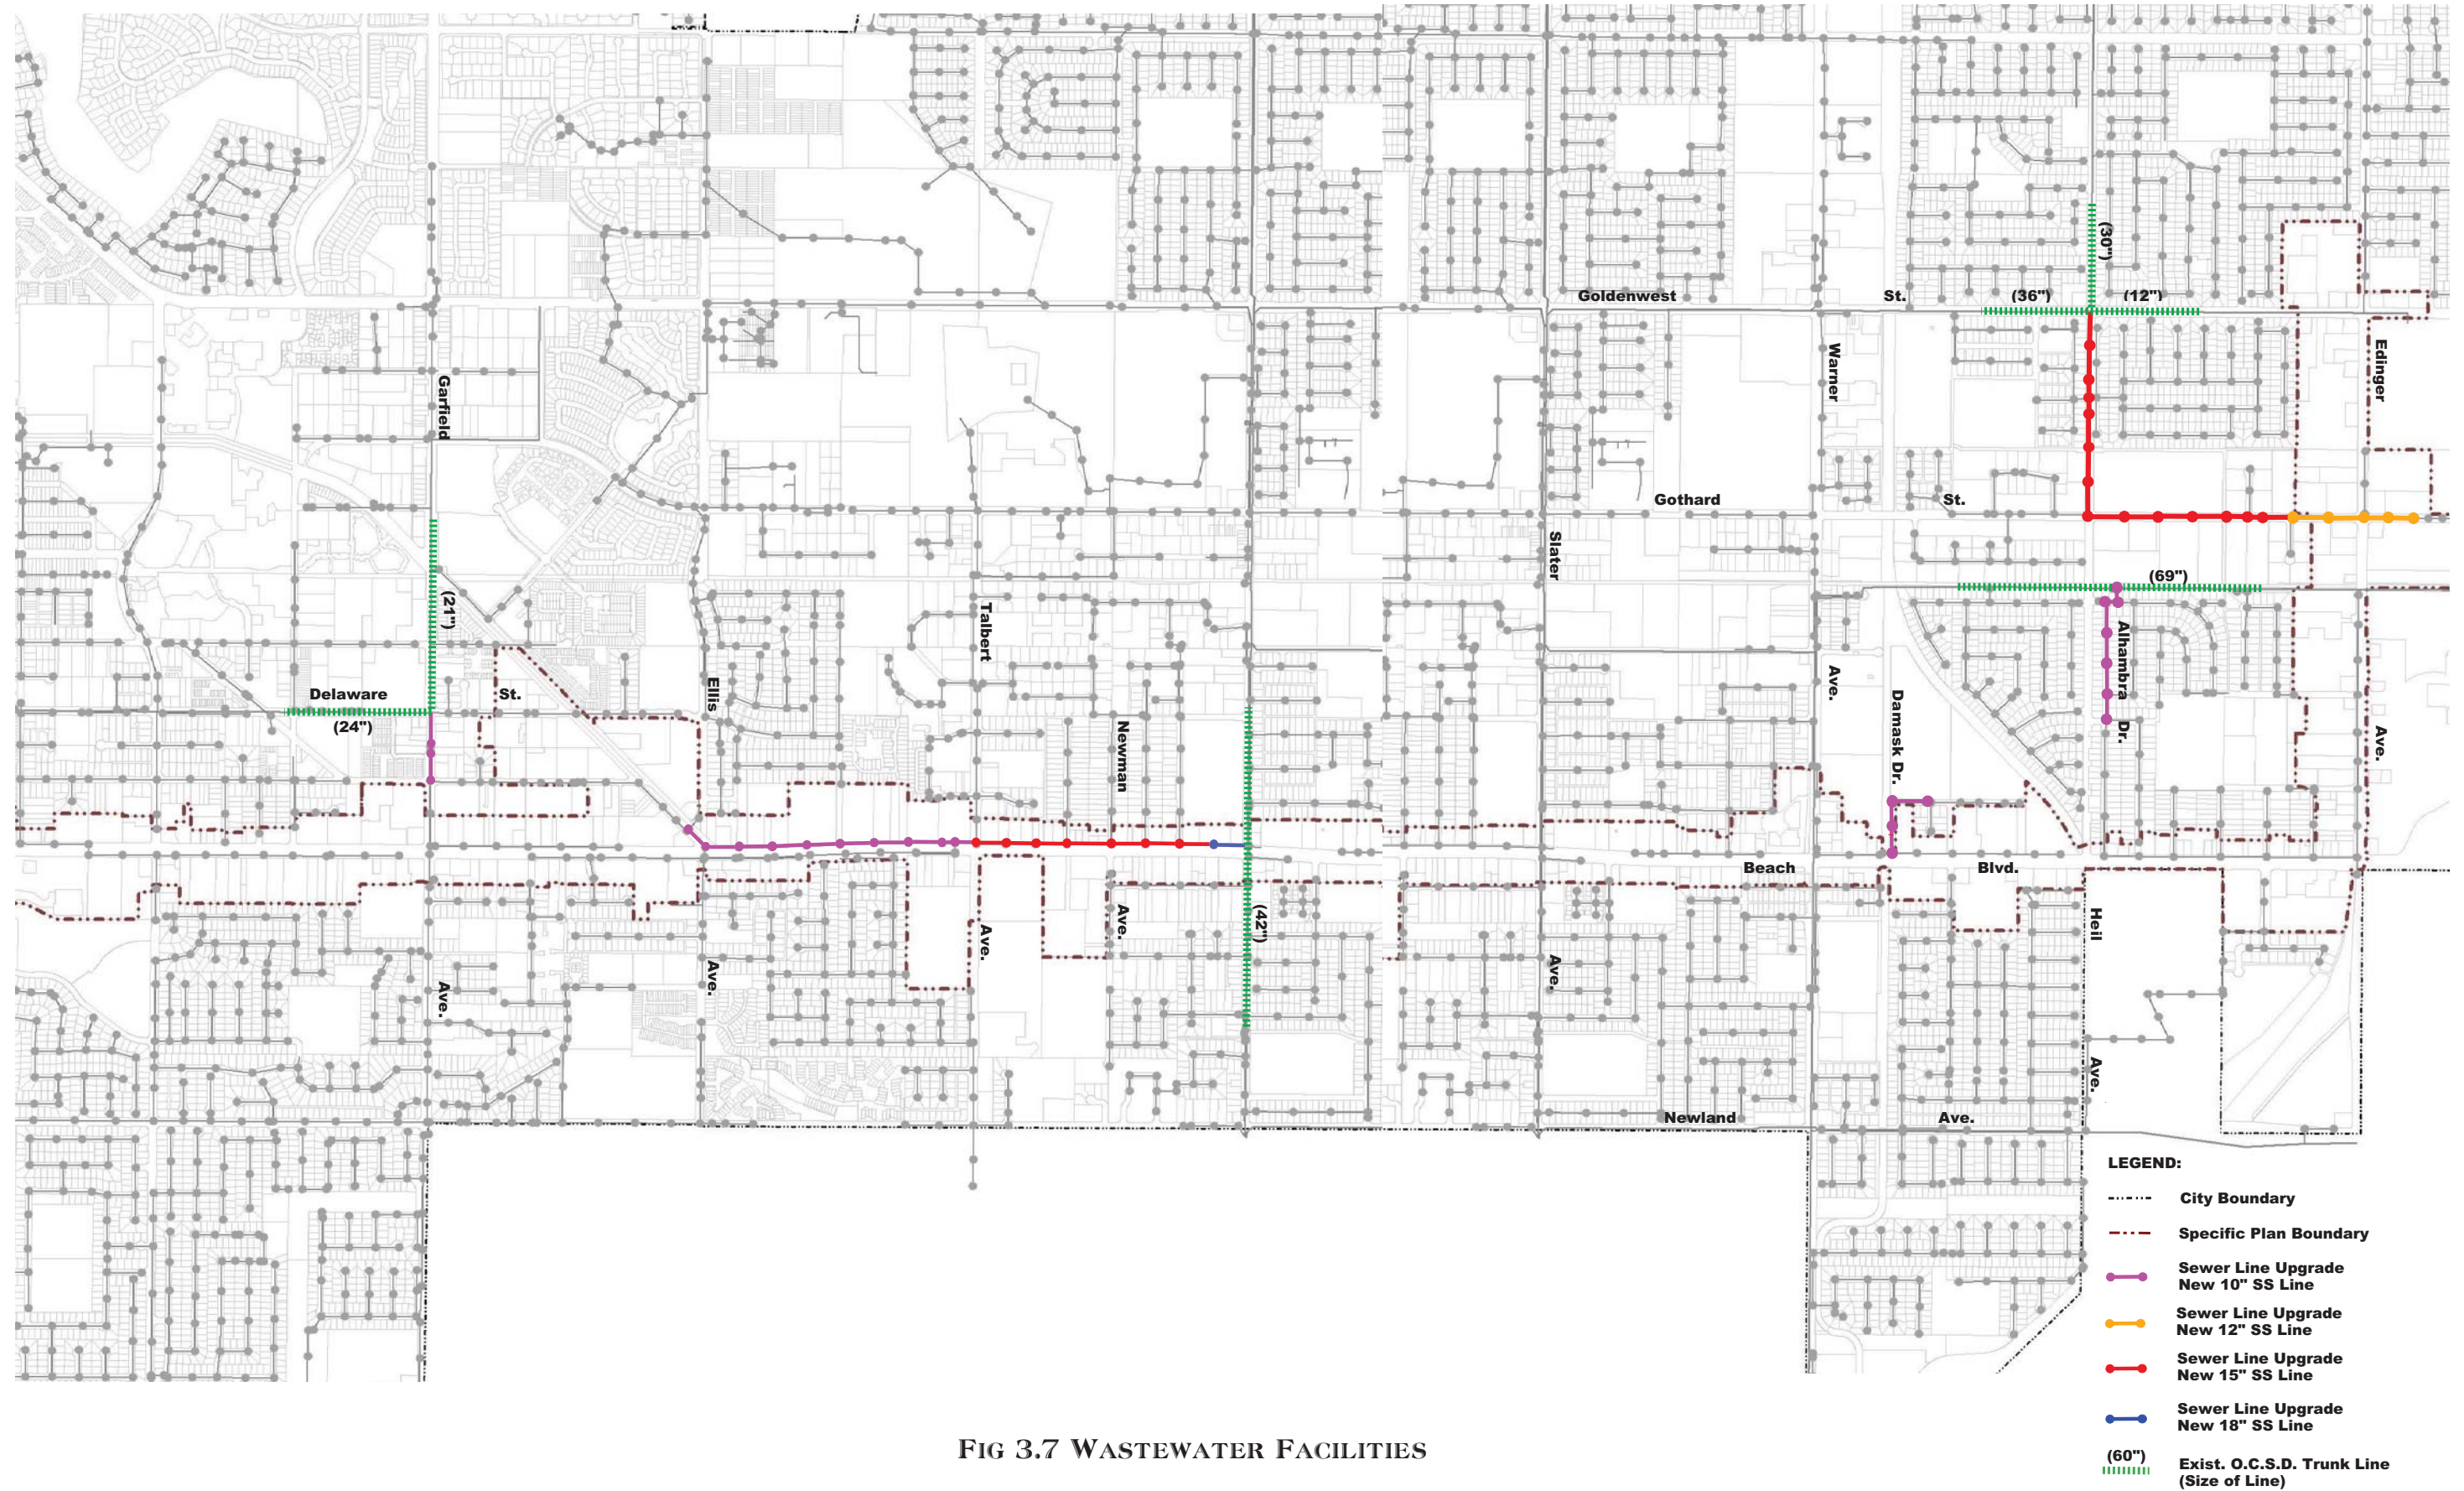 (30")
Goldenwest St. (36") (12")
Warner
Edinger
Garfield
Gothard St.
Slater
(69")
(21")
Talbert
Alhambra Dr.
Ellis
Ave.
Damask Dr.
Delaware St.
(24")
Newman
Ave.
Beach Blvd.
(42")
Heil
Ave.
Ave.
Ave.
Ave.
Ave.
Ave.
Newland Ave.
LEGEND:
City Boundary
Specific Plan Boundary
Sewer Line Upgrade
New 10" SS Line
Sewer Line Upgrade
New 12" SS Line
Sewer Line Upgrade
New 15" SS Line
Sewer Line Upgrade
New 18" SS Line
(60")
Exist. O.C.S.D. Trunk Line
(Size of Line)
Fig 3.7 Wastewater Facilities